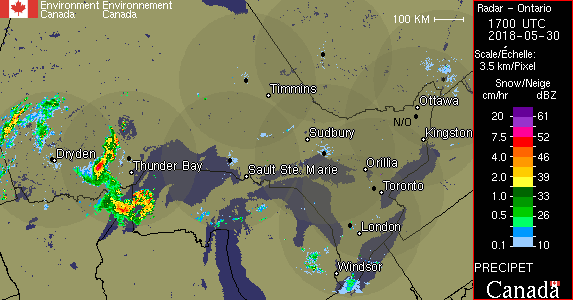 Environment Environnement
Canada Canada
100 KM
Timmins
Ottawa
N/O
Sudbury
Kingston
Dryden
Thunder Bay
Sault Ste. Marie
Orillia
Toronto
London
Windsor
Radar - Ontario
1700 UTC
2018-05-30
Scale/Échelle:
3.5 km/Pixel
Snow/Neige
cm/hr dBZ
20 61
7.5 57
5.2 52
4.0 46
2.0 39
1.0 33
0.5 26
0.1 10
PRECIPET
Canada